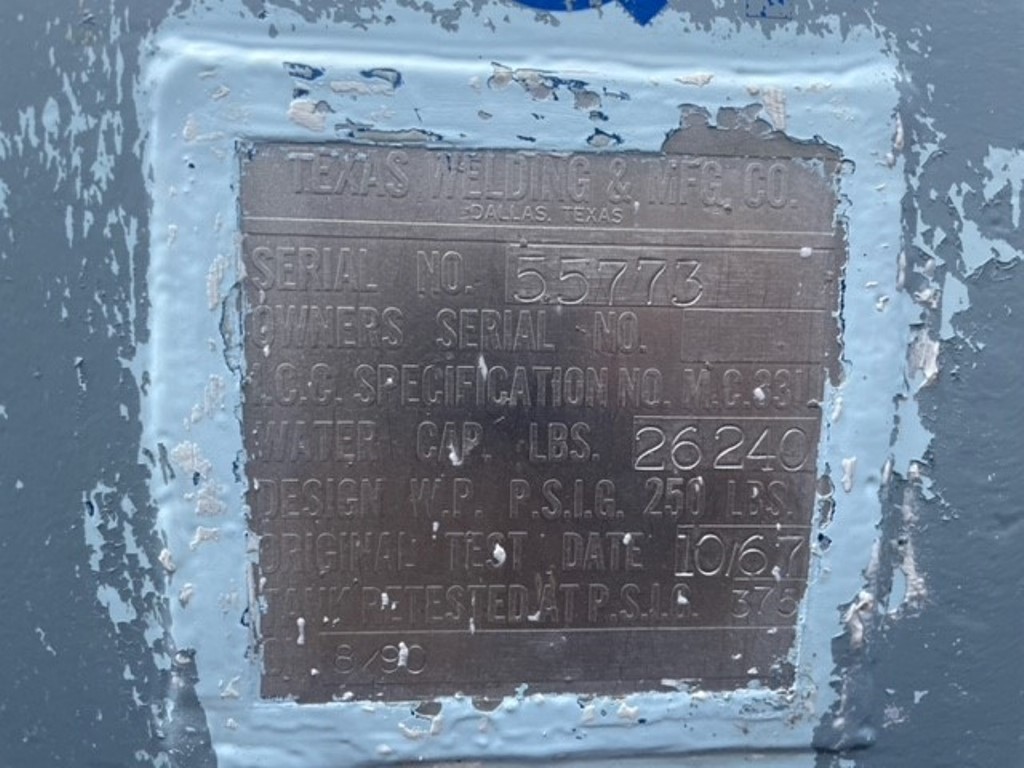 TEXAS WELDING & MFG. CO.
DALLAS, TEXAS
SERIAL NO. 55773
OWNERS SERIAL NO.
I.C.C. SPECIFICATION NO. M.C.331
WATER CAP. LBS. 26240
DESIGN W.P. P.S.I.G. 250 LBS.
ORIGINAL TEST DATE 10/67
TANK RETESTED AT P.S.I.G. 375
8/90